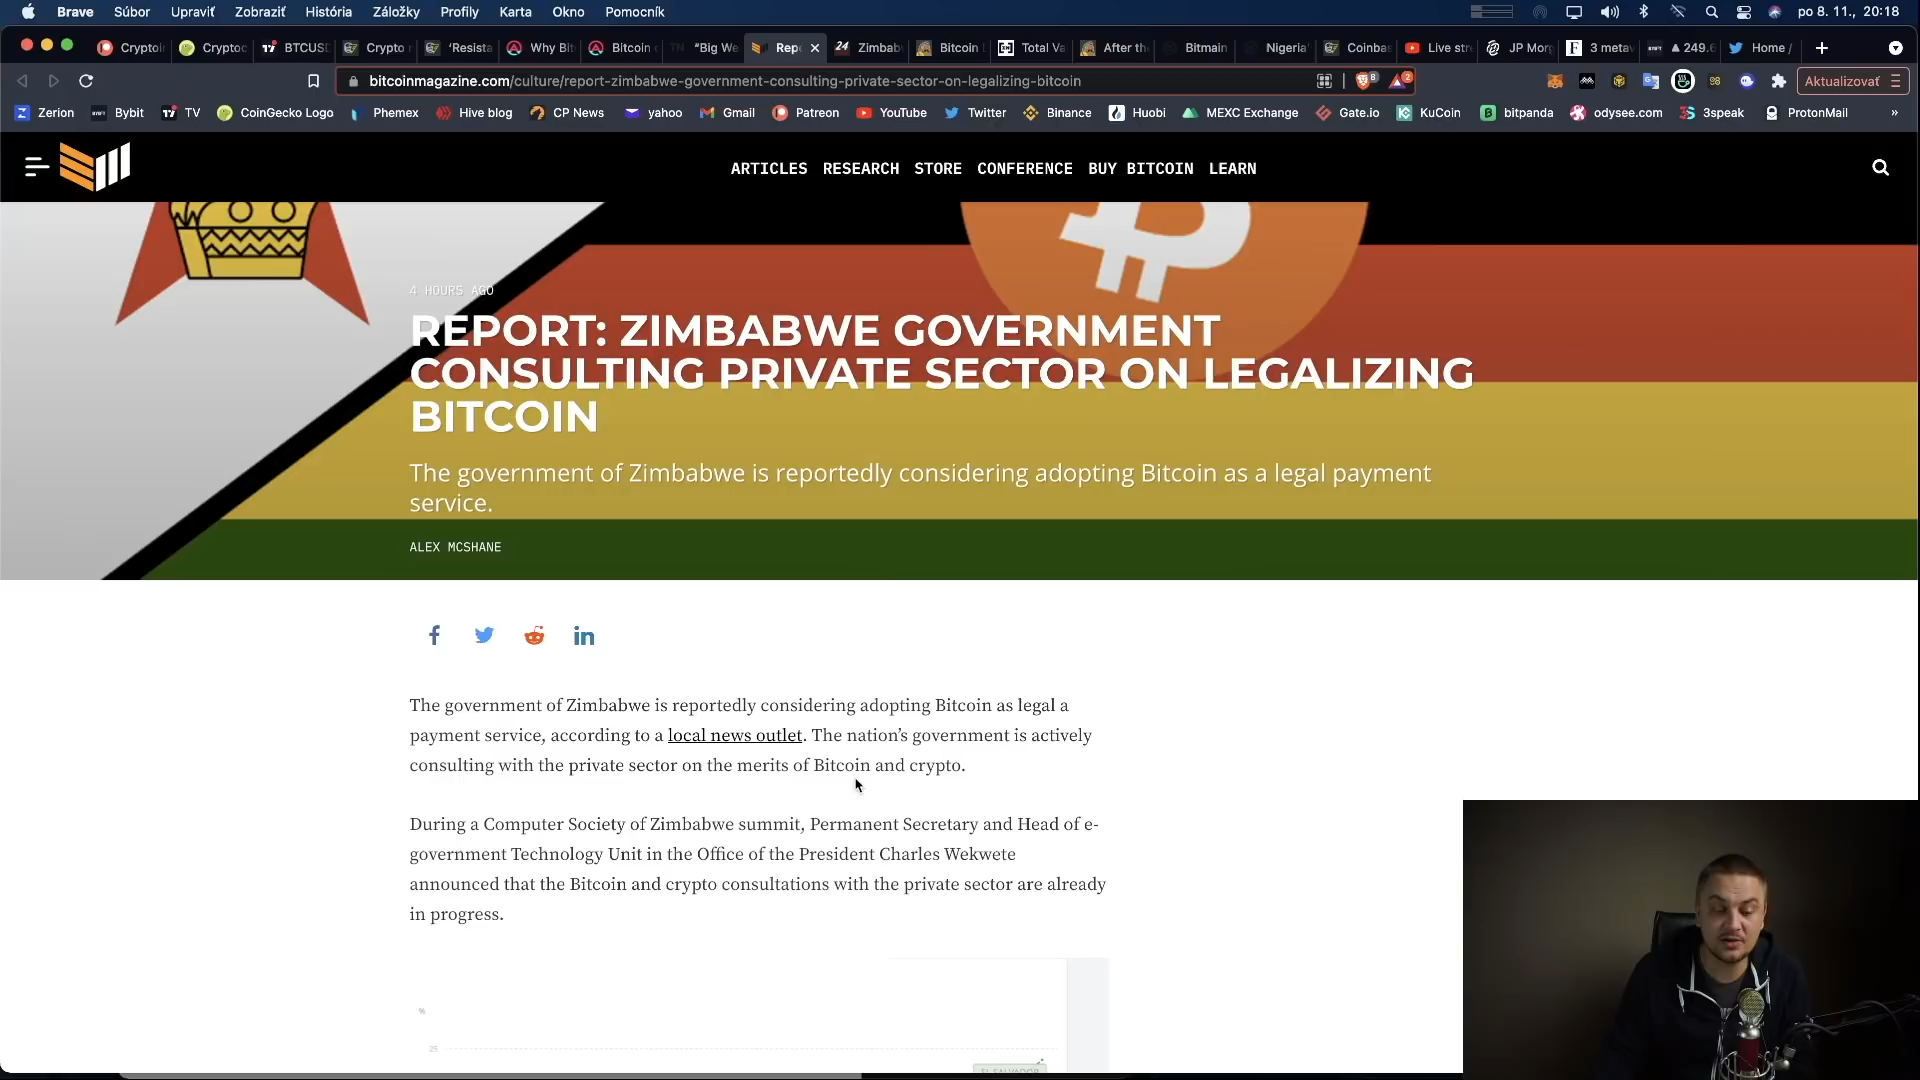 Brave Súbor Upraviť Zobraziť História Záložky Profily Karta Okno Pomocník po 8. 11., 20:18
Cryptoi Cryptoc BTCUS Crypto 'Resista Why Bit Bitcoin "Big We Rep Zimbab Bitcoin Total Va After th Bitmain Nigeria' Coinbas Live str JP Mor 3 metav ▲ 249.6 Home /
bitcoinmagazine.com/culture/report-zimbabwe-government-consulting-private-sector-on-legalizing-bitcoin 8 2 Aktualizovať
Zerion Bybit TV CoinGecko Logo Phemex Hive blog CP News yahoo Gmail Patreon YouTube Twitter Binance Huobi MEXC Exchange Gate.io KuCoin bitpanda odysee.com 3speak ProtonMail »
ARTICLES RESEARCH STORE CONFERENCE BUY BITCOIN LEARN
4 HOURS AGO
REPORT: ZIMBABWE GOVERNMENT
CONSULTING PRIVATE SECTOR ON LEGALIZING
BITCOIN
The government of Zimbabwe is reportedly considering adopting Bitcoin as a legal payment
service.
ALEX MCSHANE
The government of Zimbabwe is reportedly considering adopting Bitcoin as legal a
payment service, according to a local news outlet. The nation’s government is actively
consulting with the private sector on the merits of Bitcoin and crypto.
During a Computer Society of Zimbabwe summit, Permanent Secretary and Head of e-
government Technology Unit in the Office of the President Charles Wekwete
announced that the Bitcoin and crypto consultations with the private sector are already
in progress.
%
25
EL SALVADOR